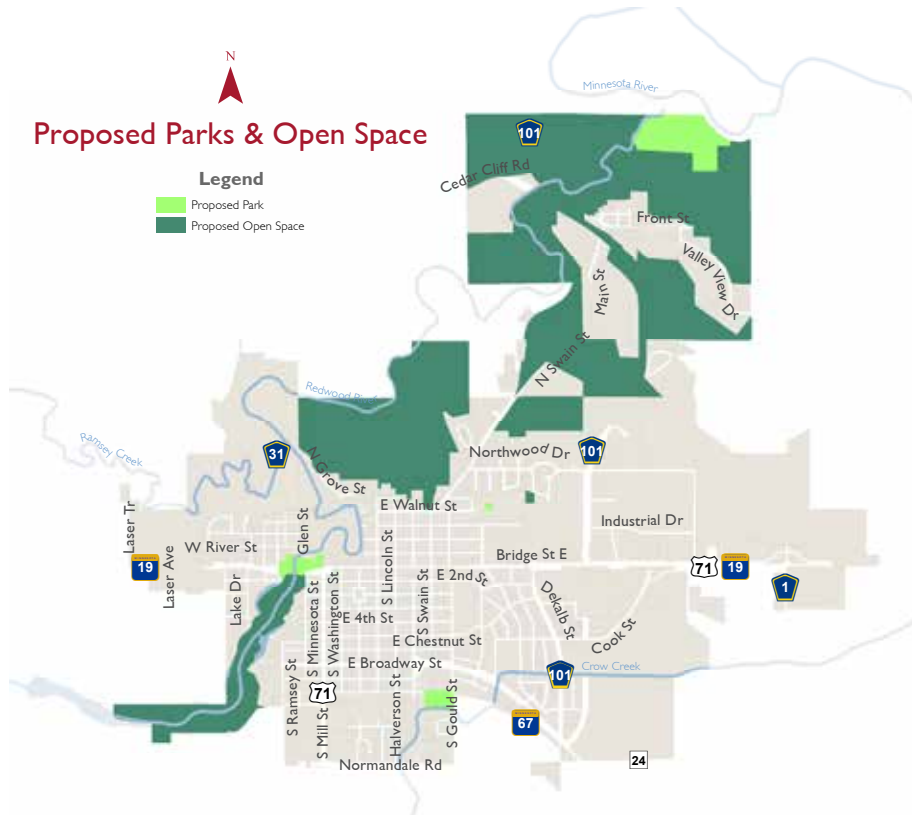 N
Minnesota River
Proposed Parks & Open Space
101
Cedar Cliff Rd
Legend
Proposed Park
Proposed Open Space
Front St
Valley View Dr
Main St
N Swain St
Redwood
Ramsey Creek
31
N Grove St
Northwood Dr
101
E Walnut St
Laser Tr
Glen St
Industrial Dr
W River St
S Lincoln St
Bridge St E
19
71
19
Laser Ave
Lake Dr
E 2nd St
1
S Minnesota St
S Washington St
S Swain St
Dekalb St
E 4th St
Cook St
E Chestnut St
E Broadway St
Crow Creek
101
S Ramsey St
71
Halverson St
S Gould St
67
S Mill St
Normandale Rd
24